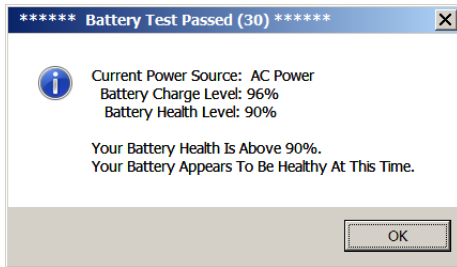 ****** Battery Test Passed (30) ******
Current Power Source: AC Power
Battery Charge Level: 96%
Battery Health Level: 90%
Your Battery Health Is Above 90%.
Your Battery Appears To Be Healthy At This Time.
OK